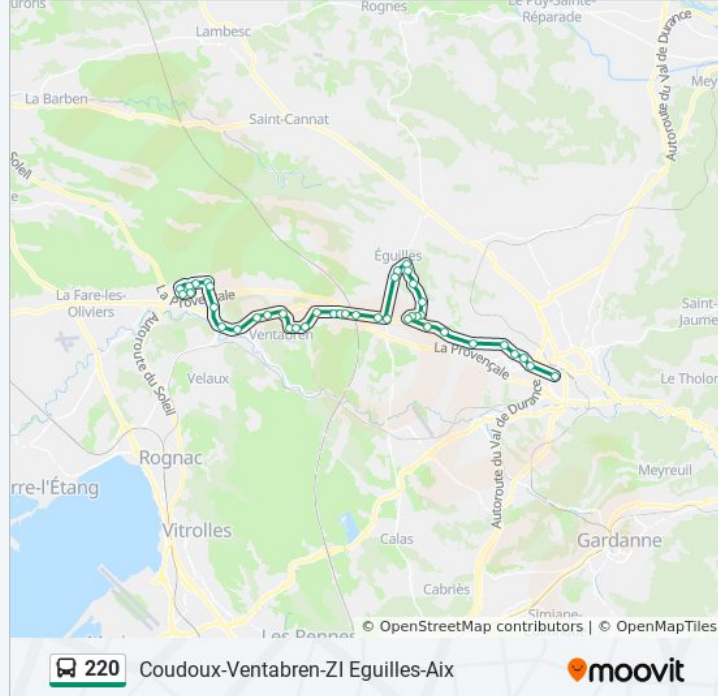 urons
Rognes
Le Puy-Sainte-
Réparade
Lambesc
Autoroute du Val de Durance
Mey
La Barben
Saint-Cannat
Soleil
e
Éguilles
La Provençale
La Fare-les-
Oliviers
Saint-
Jaume
Ventabren
Autoroute du Soleil
La Provençale
Velaux
Le Tholon
Autoroute du Val de Durance
Rognac
Meyreuil
rre-l'Étang
Vitrolles
Calas
Gardanne
Cabriès
Simiane-
Les Pennes
© OpenStreetMap contributors | © OpenMapTiles
220 Coudoux-Ventabren-ZI Eguilles-Aix
moovit